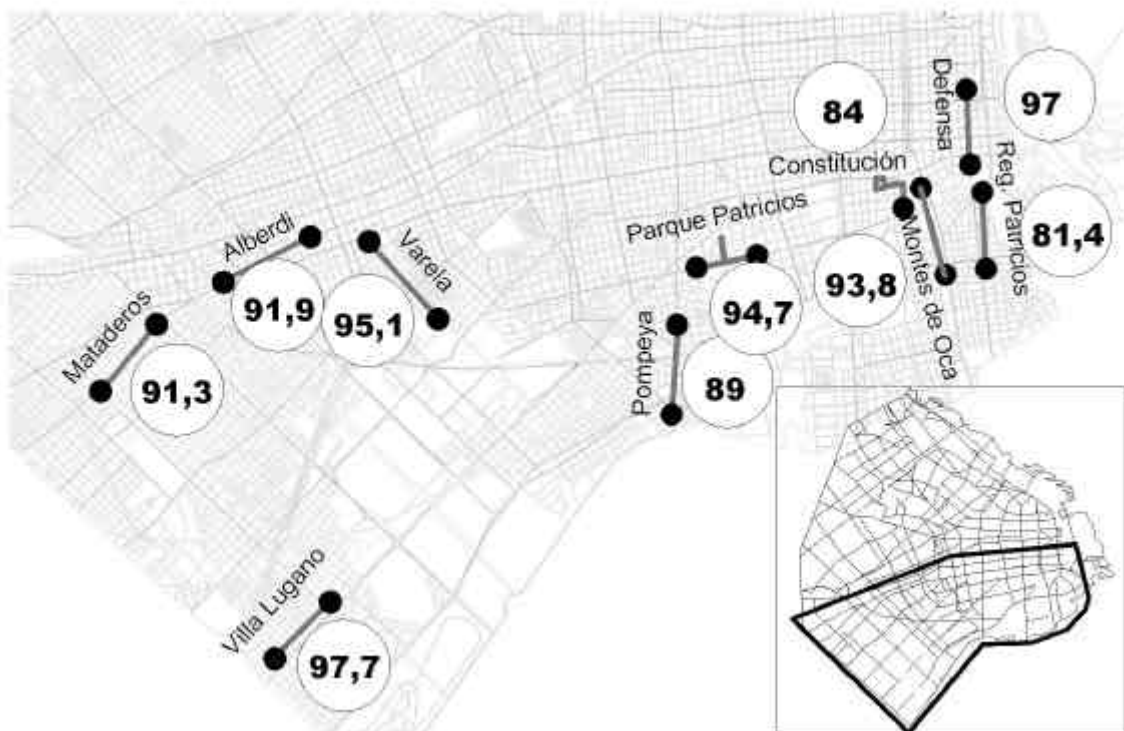 Defensa
97
84
Constitución
Reg. Patricios
81,4
Parque Patricios
Montes de Oca
93,8
Alberdi
Varela
91,9
95,1
94,7
Mataderos
91,3
Pompeya
89
Villa Lugano
97,7